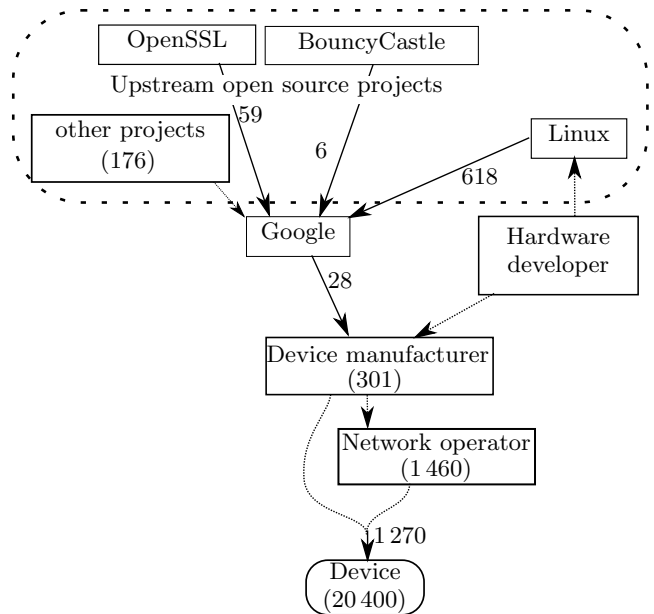 OpenSSL
BouncyCastle
Upstream open source projects
59
other projects
(176)
6
Linux
618
Google
Hardware
developer
28
Device manufacturer
(301)
Network operator
(1 460)
1 270
Device
(20 400)